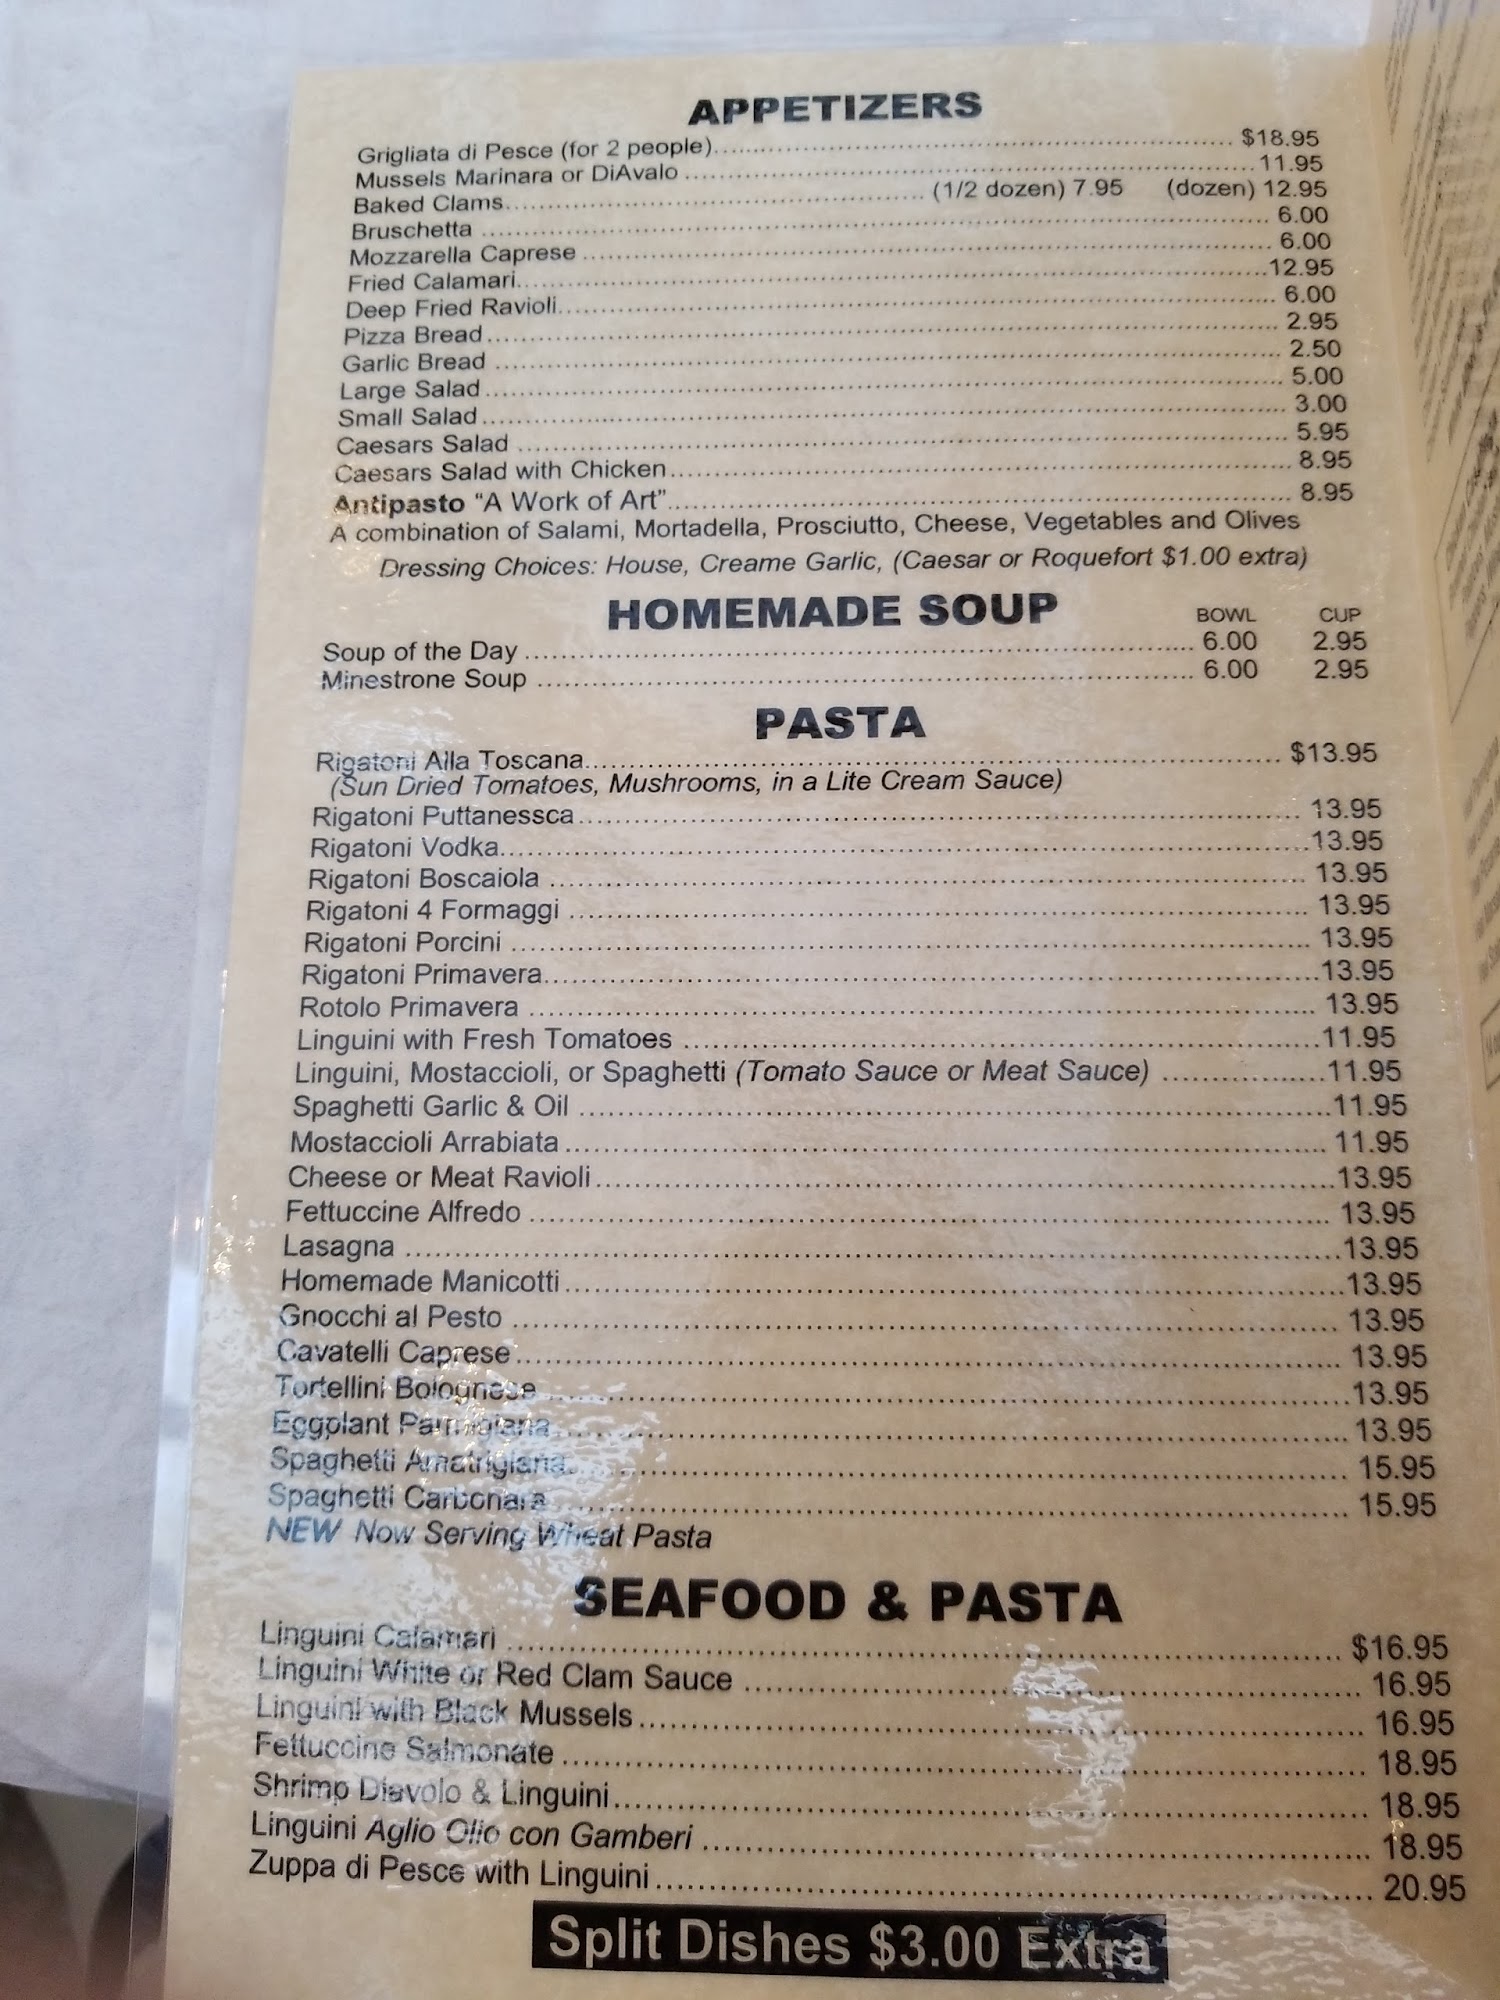 APPETIZERS
Grigliata di Pesce (for 2 people) $18.95
Mussels Marinara or DiAvalo 11.95
Baked Clams (1/2 dozen) 7.95 (dozen) 12.95
Bruschetta 6.00
Mozzarella Caprese 6.00
Fried Calamari 12.95
Deep Fried Ravioli 6.00
Pizza Bread 2.95
Garlic Bread 2.50
Large Salad 5.00
Small Salad 3.00
Caesars Salad 5.95
Caesars Salad with Chicken 8.95
Antipasto "A Work of Art" 8.95
A combination of Salami, Mortadella, Prosciutto, Cheese, Vegetables and Olives
Dressing Choices: House, Creame Garlic, (Caesar or Roquefort $1.00 extra)
HOMEMADE SOUP BOWL CUP
Soup of the Day 6.00 2.95
Minestrone Soup 6.00 2.95
PASTA
Rigatoni Alla Toscana $13.95
(Sun Dried Tomatoes, Mushrooms, in a Lite Cream Sauce)
Rigatoni Puttanessca 13.95
Rigatoni Vodka 13.95
Rigatoni Boscaiola 13.95
Rigatoni 4 Formaggi 13.95
Rigatoni Porcini 13.95
Rigatoni Primavera 13.95
Rotolo Primavera 13.95
Linguini with Fresh Tomatoes 11.95
Linguini, Mostaccioli, or Spaghetti (Tomato Sauce or Meat Sauce) 11.95
Spaghetti Garlic & Oil 11.95
Mostaccioli Arrabiata 11.95
Cheese or Meat Ravioli 13.95
Fettuccine Alfredo 13.95
Lasagna 13.95
Homemade Manicotti 13.95
Gnocchi al Pesto 13.95
Cavatelli Caprese 13.95
Tortellini Bolognese 13.95
Eggplant Parmigiana 13.95
Spaghetti Amatrigiana 15.95
Spaghetti Carbonara 15.95
NEW Now Serving Wheat Pasta
SEAFOOD & PASTA
Linguini Calamari $16.95
Linguini White or Red Clam Sauce 16.95
Linguini with Black Mussels 16.95
Fettuccine Salmonate 18.95
Shrimp Diavolo & Linguini 18.95
Linguini Aglio Olio con Gamberi 18.95
Zuppa di Pesce with Linguini 20.95
Split Dishes $3.00 Extra